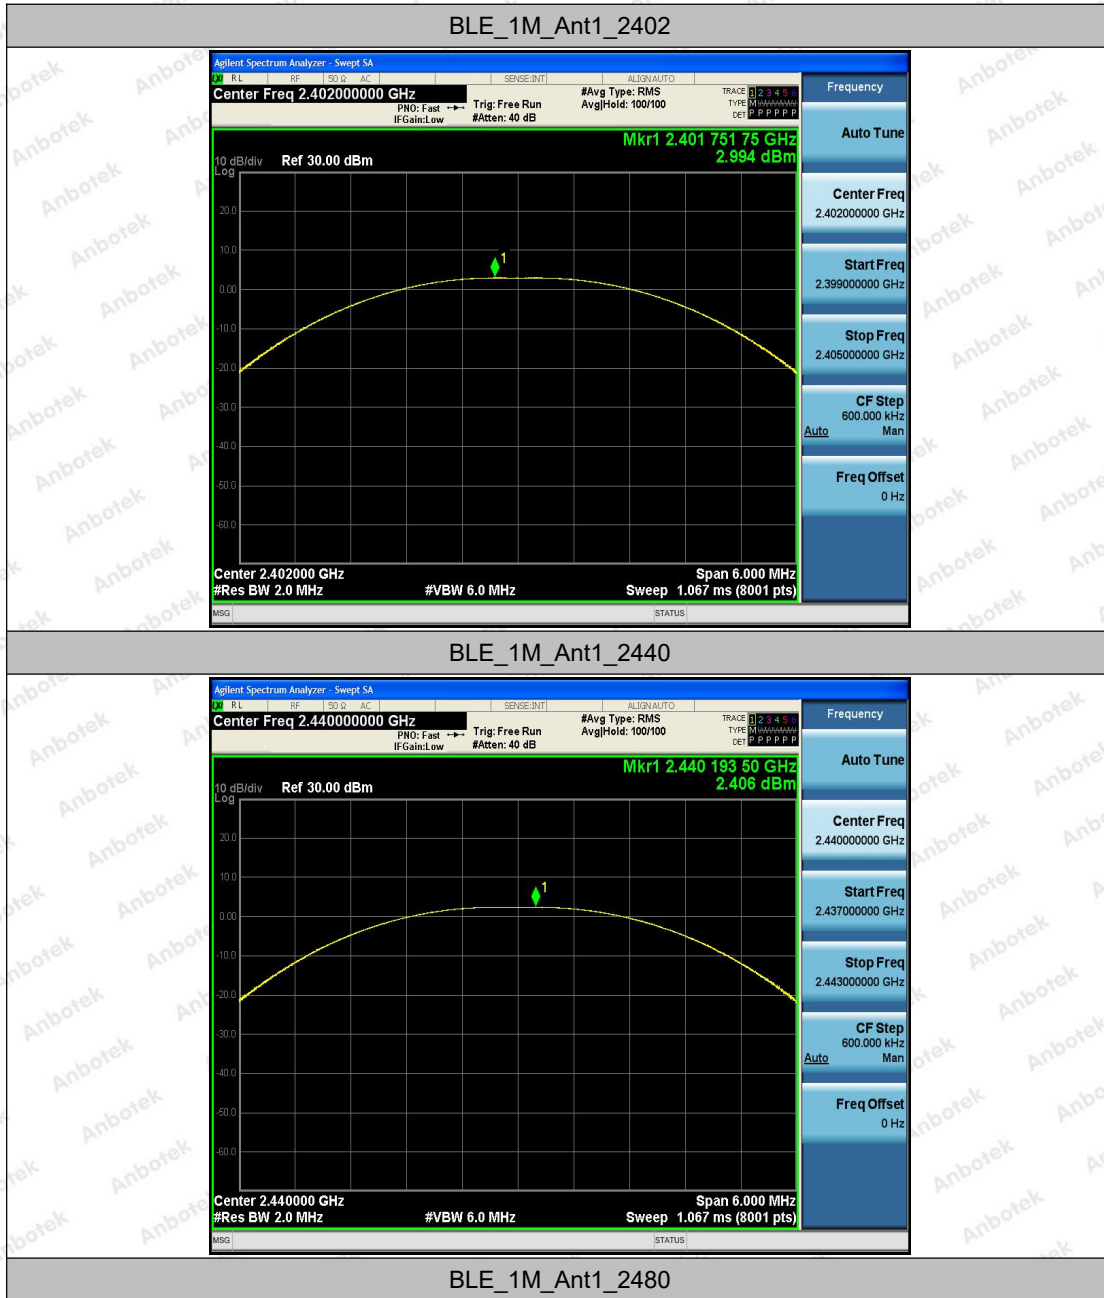 BLE_1M_Ant1_2402
Agilent Spectrum Analyzer - Swept SA
RL RF 50 Ω AC SENSE:INT ALIGNAUTO
Center Freq 2.402000000 GHz
PNO: Fast
IFGain:Low
Trig: Free Run
#Atten: 40 dB
#Avg Type: RMS
Avg|Hold: 100/100
TRACE 1 2 3 4 5 6
TYPE M
DET P P P P P P
Mkr1 2.401 751 75 GHz
2.994 dBm
10 dB/div Ref 30.00 dBm
Log
20.0
10.0
1
0.00
-10.0
-20.0
-30.0
-40.0
-50.0
-60.0
Center 2.402000 GHz Span 6.000 MHz
#Res BW 2.0 MHz #VBW 6.0 MHz Sweep 1.067 ms (8001 pts)
MSG STATUS
Frequency
Auto Tune
Center Freq
2.402000000 GHz
Start Freq
2.399000000 GHz
Stop Freq
2.405000000 GHz
CF Step
600.000 kHz
Auto Man
Freq Offset
0 Hz
BLE_1M_Ant1_2440
Agilent Spectrum Analyzer - Swept SA
RL RF 50 Ω AC SENSE:INT ALIGNAUTO
Center Freq 2.440000000 GHz
PNO: Fast
IFGain:Low
Trig: Free Run
#Atten: 40 dB
#Avg Type: RMS
Avg|Hold: 100/100
TRACE 1 2 3 4 5 6
TYPE M
DET P P P P P P
Mkr1 2.440 193 50 GHz
2.406 dBm
10 dB/div Ref 30.00 dBm
Log
20.0
10.0
1
0.00
-10.0
-20.0
-30.0
-40.0
-50.0
-60.0
Center 2.440000 GHz Span 6.000 MHz
#Res BW 2.0 MHz #VBW 6.0 MHz Sweep 1.067 ms (8001 pts)
MSG STATUS
Frequency
Auto Tune
Center Freq
2.440000000 GHz
Start Freq
2.437000000 GHz
Stop Freq
2.443000000 GHz
CF Step
600.000 kHz
Auto Man
Freq Offset
0 Hz
BLE_1M_Ant1_2480